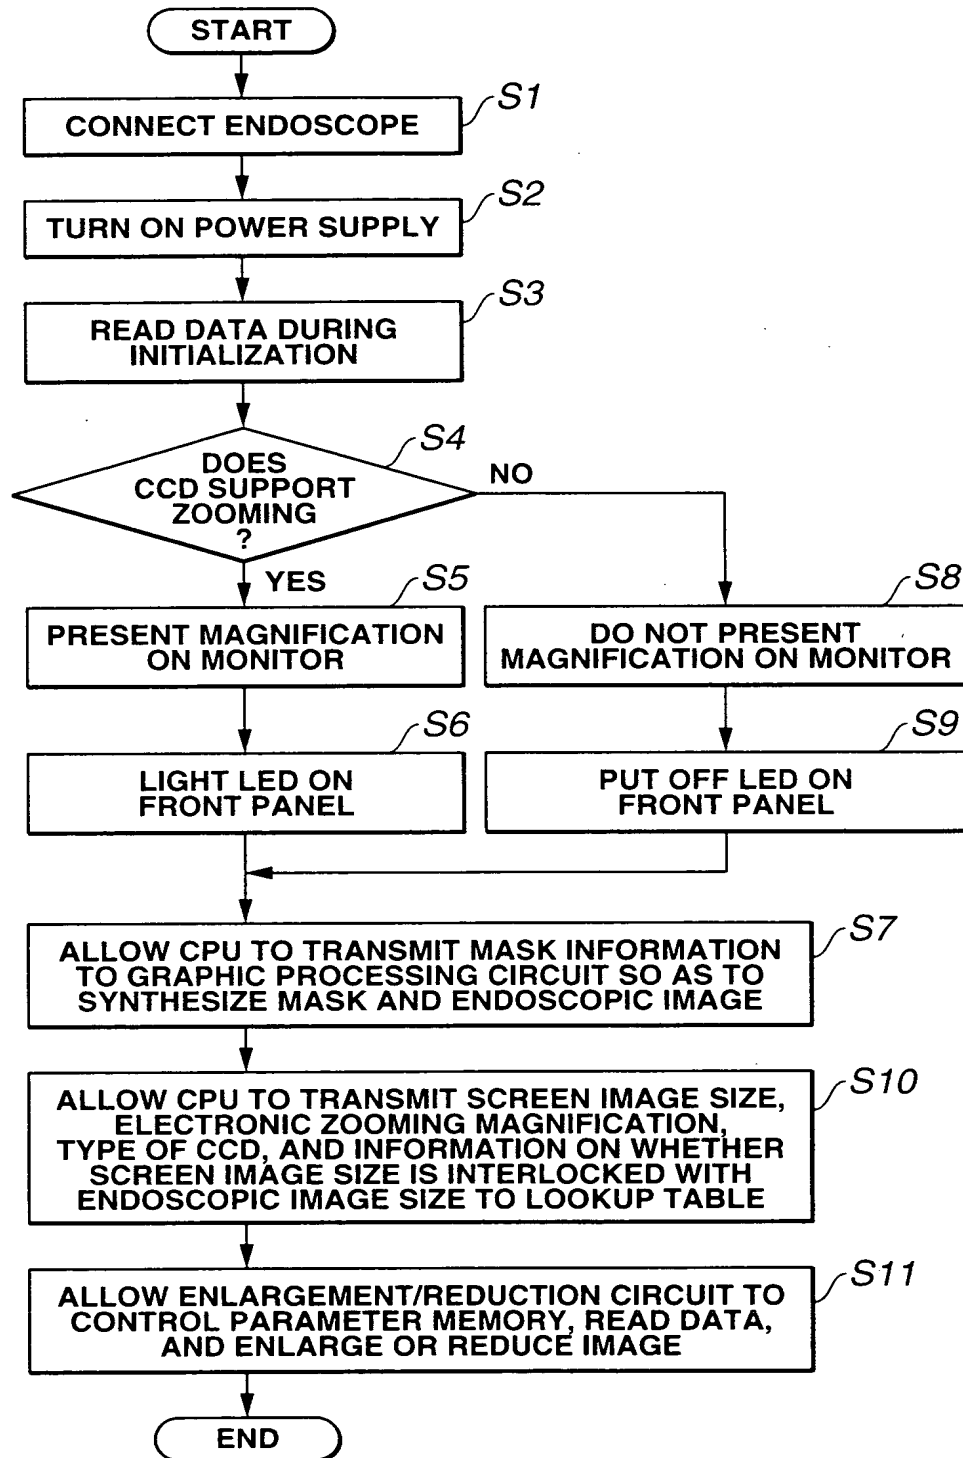 START
S1
CONNECT ENDOSCOPE
S2
TURN ON POWER SUPPLY
S3
READ DATA DURING
INITIALIZATION
S4
DOES
CCD SUPPORT
ZOOMING
?
NO
YES
S5
PRESENT MAGNIFICATION
ON MONITOR
S8
DO NOT PRESENT
MAGNIFICATION ON MONITOR
S6
LIGHT LED ON
FRONT PANEL
S9
PUT OFF LED ON
FRONT PANEL
S7
ALLOW CPU TO TRANSMIT MASK INFORMATION
TO GRAPHIC PROCESSING CIRCUIT SO AS TO
SYNTHESIZE MASK AND ENDOSCOPIC IMAGE
S10
ALLOW CPU TO TRANSMIT SCREEN IMAGE SIZE,
ELECTRONIC ZOOMING MAGNIFICATION,
TYPE OF CCD, AND INFORMATION ON WHETHER
SCREEN IMAGE SIZE IS INTERLOCKED WITH
ENDOSCOPIC IMAGE SIZE TO LOOKUP TABLE
S11
ALLOW ENLARGEMENT/REDUCTION CIRCUIT TO
CONTROL PARAMETER MEMORY, READ DATA,
AND ENLARGE OR REDUCE IMAGE
END